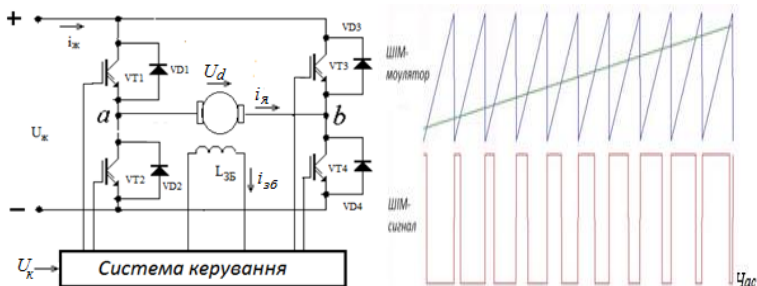 +
iж
VD1
VT1
Ud
iя
VD3
VT3
a
b
Uж
VT2
VD2
LЗБ
iзб
VT4
VD4
−
Uк
Система керування
ШІМ-
моулятор
ШІМ-
сигнал
Час